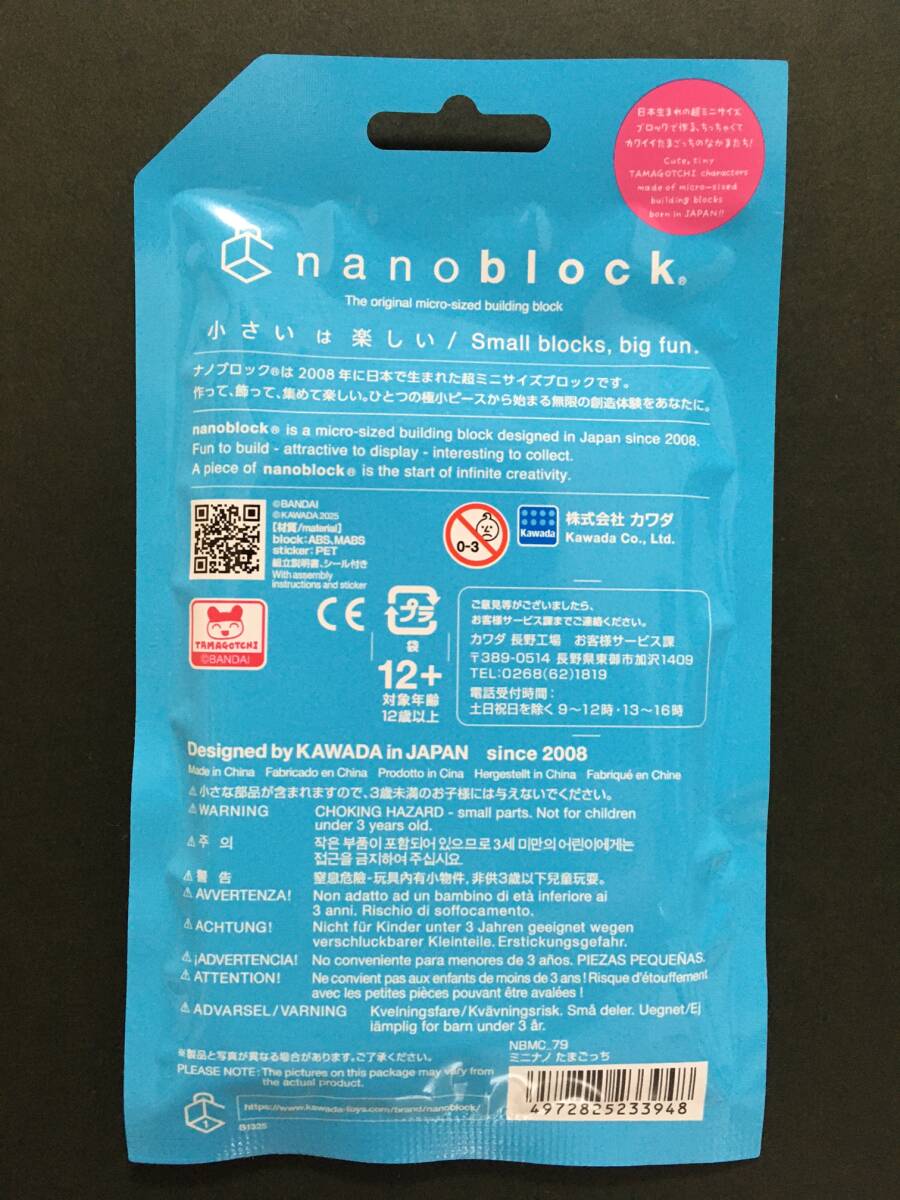 日本生まれの超ミニサイズ
ブロックで作る、ちっちゃくて
カワイイたまごっちのなかまたち!
Cute, tiny
TAMAGOTCHI characters
made of micro-sized
building blocks
born in JAPAN!!
nanoblock®
The original micro-sized building block
小さいは楽しい / Small blocks, big fun.
ナノブロック®は2008年に日本で生まれた超ミニサイズブロックです。
作って、飾って、集めて楽しい。ひとつの極小ピースから始まる無限の創造体験をあなたに。
nanoblock® is a micro-sized building block designed in Japan since 2008.
Fun to build - attractive to display - interesting to collect.
A piece of nanoblock® is the start of infinite creativity.
©BANDAI
©KAWADA 2025
【材質/material】
block:ABS,MABS
sticker:PET
組立説明書、シール付き
With assembly
instructions and sticker
0-3
Kawada
株式会社 カワダ
Kawada Co., Ltd.
TAMAGOTCHI
©BANDAI
CE
プラ
袋
12+
対象年齢
12歳以上
ご意見等がございましたら、
お客様サービス課までご連絡ください。
カワダ 長野工場 お客様サービス課
〒389-0514 長野県東御市加沢1409
TEL:0268(62)1819
電話受付時間:
土日祝日を除く 9~12時・13~16時
Designed by KAWADA in JAPAN since 2008
Made in China Fabricado en China Prodotto in Cina Hergestellt in China Fabriqué en Chine
⚠小さな部品が含まれますので、3歳未満のお子様には与えないでください。
⚠WARNING CHOKING HAZARD - small parts. Not for children
under 3 years old.
⚠주 의 작은 부품이 포함되어 있으므로 3세 미만의 어린이에게는
접근을 금지하여 주십시요
⚠警 告 窒息危險-玩具內有小物件, 非供3歲以下兒童玩耍。
⚠AVVERTENZA! Non adatto ad un bambino di età inferiore ai
3 anni. Rischio di soffocamento.
⚠ACHTUNG! Nicht für Kinder unter 3 Jahren geeignet wegen
verschluckbarer Kleinteile. Erstickungsgefahr.
⚠¡ADVERTENCIA! No conveniente para menores de 3 años. PIEZAS PEQUEÑAS.
⚠ATTENTION! Ne convient pas aux enfants de moins de 3 ans ! Risque d'étouffement
avec les petites pièces pouvant être avalées !
⚠ADVARSEL/VARNING Kvelningsfare/Kvävningsrisk. Små deler. Uegnet/Ej
lämplig for barn under 3 år.
※製品と写真が異なる場合があります。ご了承ください。
PLEASE NOTE : The pictures on this package may vary from
the actual product.
NBMC_79
ミニナノ たまごっち
4972825233948
1
https://www.kawada-toys.com/brand/nanoblock/
B1325